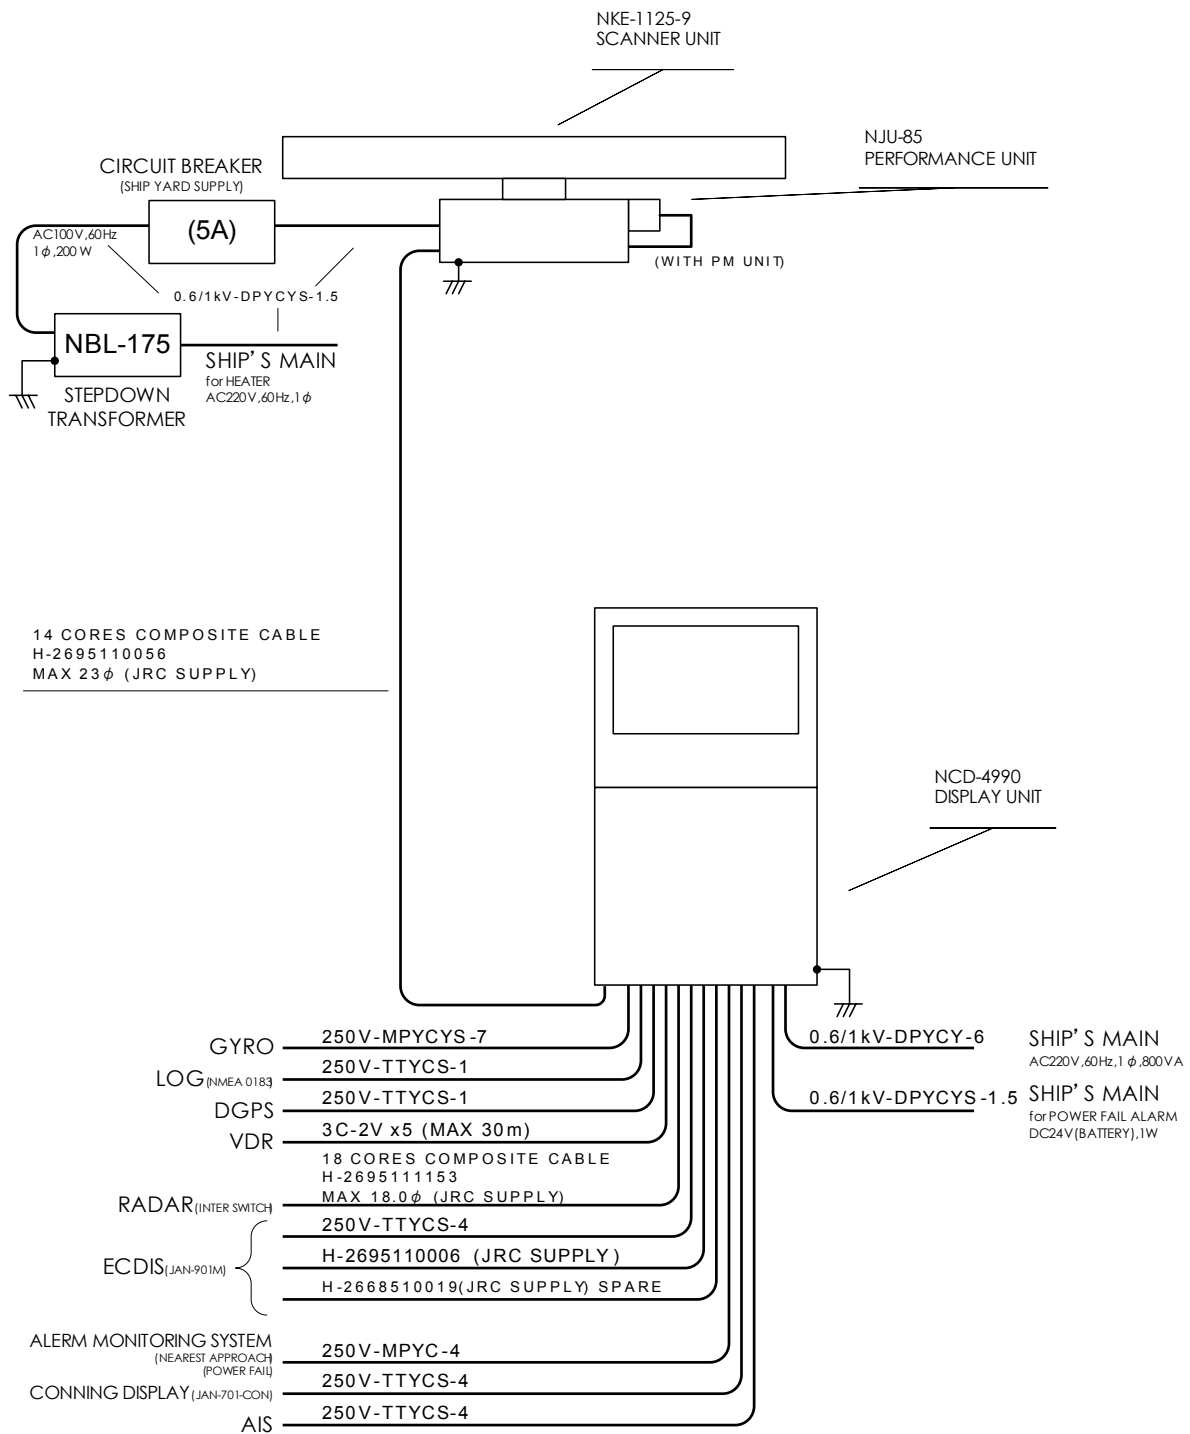 NKE-1125-9
SCANNER UNIT
NJU-85
PERFORMANCE UNIT
CIRCUIT BREAKER
(SHIP YARD SUPPLY)
(5A)
AC100V,60Hz
1φ,200 W
(WITH PM UNIT)
0.6/1kV-DPYCYS-1.5
NBL-175
SHIP'S MAIN
for HEATER
AC220V,60Hz,1φ
STEPDOWN
TRANSFORMER
14 CORES COMPOSITE CABLE
H-2695110056
MAX 23φ (JRC SUPPLY)
NCD-4990
DISPLAY UNIT
GYRO 250V-MPYCYS-7
LOG(NMEA 0183) 250V-TTYCS-1
DGPS 250V-TTYCS-1
VDR 3C-2V x5 (MAX 30m)
18 CORES COMPOSITE CABLE
H-2695111153
RADAR(INTER SWITCH) MAX 18.0φ (JRC SUPPLY)
250V-TTYCS-4
ECDIS(JAN-901M) H-2695110006 (JRC SUPPLY)
H-2668510019(JRC SUPPLY) SPARE
ALERM MONITORING SYSTEM 250V-MPYC-4
(NEAREST APPROACH)
(POWER FAIL)
CONNING DISPLAY(JAN-701-CON) 250V-TTYCS-4
AIS 250V-TTYCS-4
0.6/1kV-DPYCY-6 SHIP'S MAIN
AC220V,60Hz,1φ,800VA
0.6/1kV-DPYCYS-1.5 SHIP'S MAIN
for POWER FAIL ALARM
DC24V(BATTERY),1W